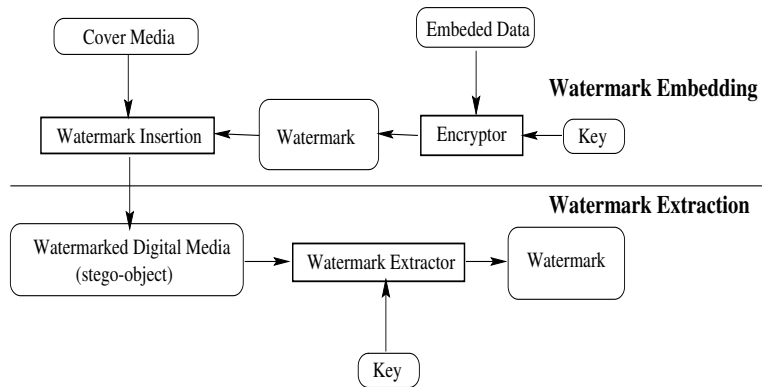 Cover Media
Embeded Data
Watermark Embedding
Watermark Insertion
Watermark
Encryptor
Key
Watermark Extraction
Watermarked Digital Media
(stego-object)
Watermark Extractor
Watermark
Key